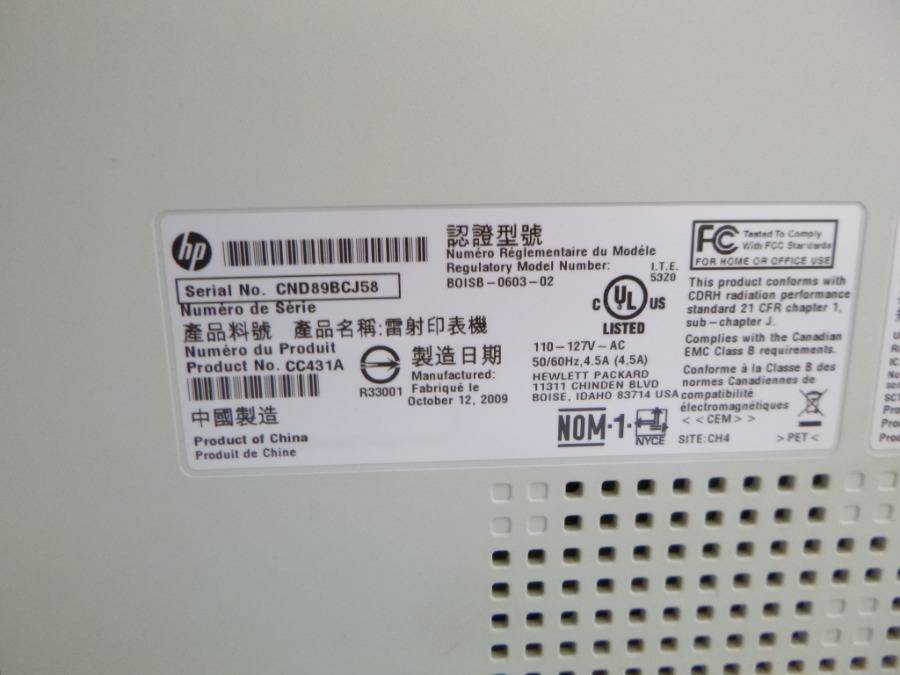 hp
認證型號
Numéro Réglementaire du Modèle
Regulatory Model Number:
BOISB-0603-02
I.T.E.
53Z0
FC Tested To Comply
With FCC Standards
FOR HOME OR OFFICE USE
Serial No. CND89BCJ58
Numéro de Série
產品料號 產品名稱:雷射印表機
Numéro du Produit
Product No. CC431A
中國製造
Product of China
Produit de Chine
R33001
製造日期
Manufactured:
Fabriqué le
October 12, 2009
C UL US
LISTED
110-127V~AC
50/60Hz,4.5A (4.5A)
HEWLETT PACKARD
11311 CHINDEN BLVD
BOISE, IDAHO 83714 USA
NOM-1-
NYCE
This product conforms with
CDRH radiation performance
standard 21 CFR chapter 1,
sub-chapter J.
Complies with the Canadian
EMC Class B requirements.
Conforme à la Classe B des
normes Canadiennes de
compatibilité
électromagnétiques
<<CEM>>
SITE:CH4
>PET<